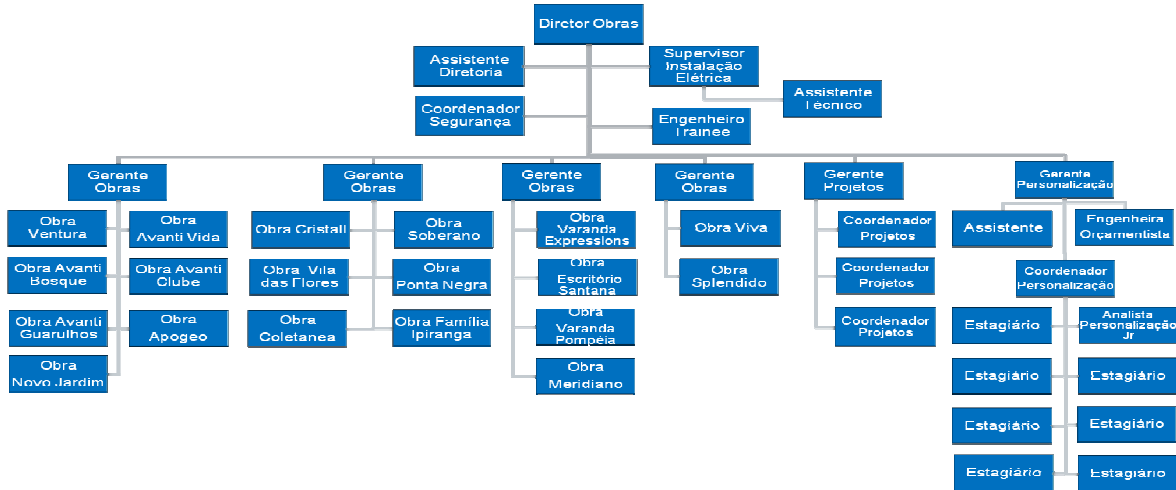 Diretor Obras
Assistente
Diretoria
Supervisor
Instalação
Elétrica
Assistente
Técnico
Coordenador
Segurança
Engenheiro
Trainee
Gerente
Obras
Gerente
Obras
Gerente
Obras
Gerente
Obras
Gerente
Projetos
Gerente
Personalização
Obra
Ventura
Obra
Avanti Vida
Obra Avanti
Bosque
Obra Avanti
Clube
Obra Avanti
Guarulhos
Obra
Apogeo
Obra
Novo Jardim
Obra Cristall
Obra
Soberano
Obra Vila
das Flores
Obra
Ponta Negra
Obra
Coletanea
Obra Família
Ipiranga
Obra
Varanda
Expressions
Obra
Escritório
Santana
Obra
Varanda
Pompéia
Obra
Meridiano
Obra Viva
Obra
Splendido
Coordenador
Projetos
Coordenador
Projetos
Coordenador
Projetos
Assistente
Engenheira
Orçamentista
Coordenador
Personalização
Estagiário
Analista
Personalização
Jr
Estagiário
Estagiário
Estagiário
Estagiário
Estagiário
Estagiário